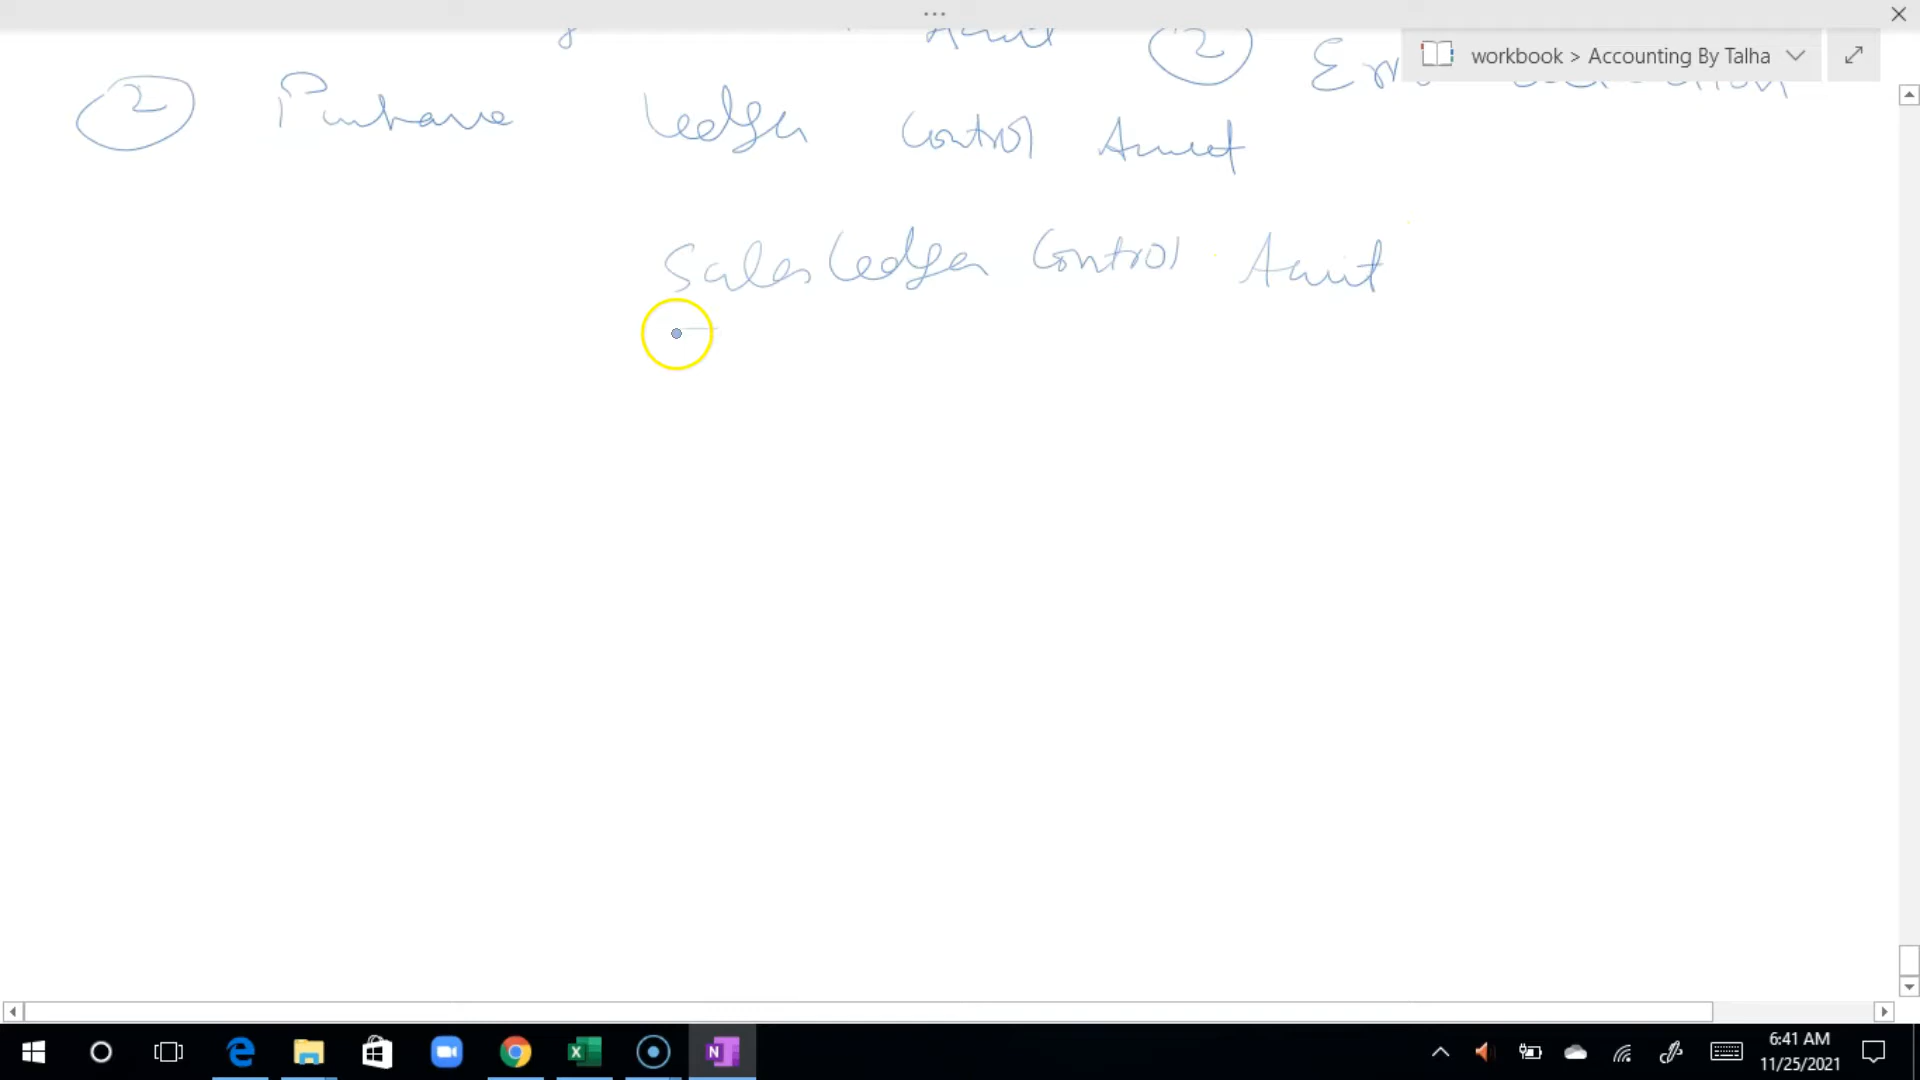 workbook > Accounting By Talha
② Purchase Ledger Control Account
Sales Ledger Control Account
6:41 AM
11/25/2021